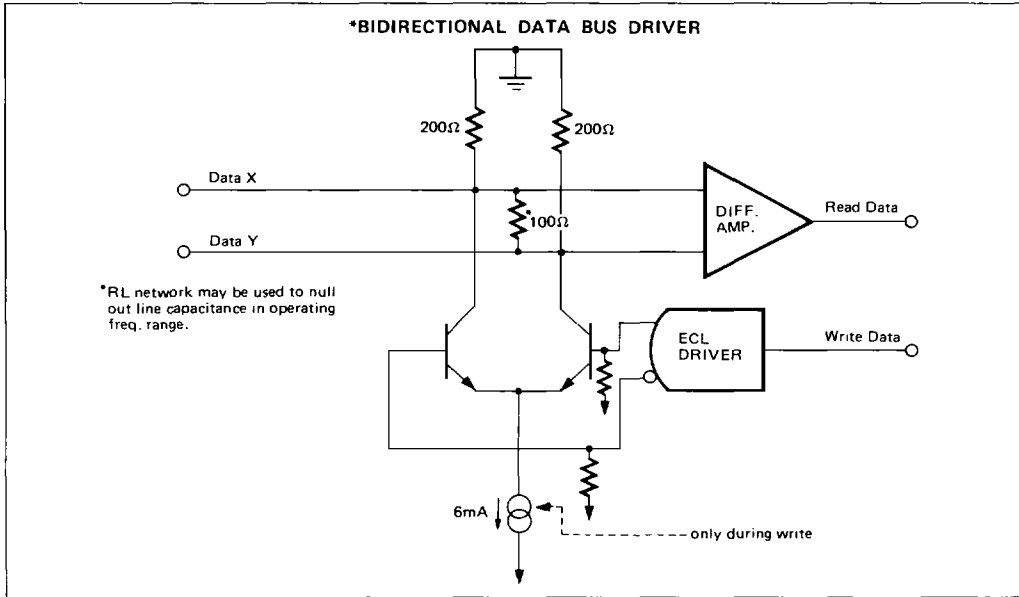 *BIDIRECTIONAL DATA BUS DRIVER
200Ω
200Ω
Data X
*100Ω
DIFF.
AMP.
Read Data
Data Y
*RL network may be used to null
out line capacitance in operating
freq. range.
ECL
DRIVER
Write Data
6mA
only during write